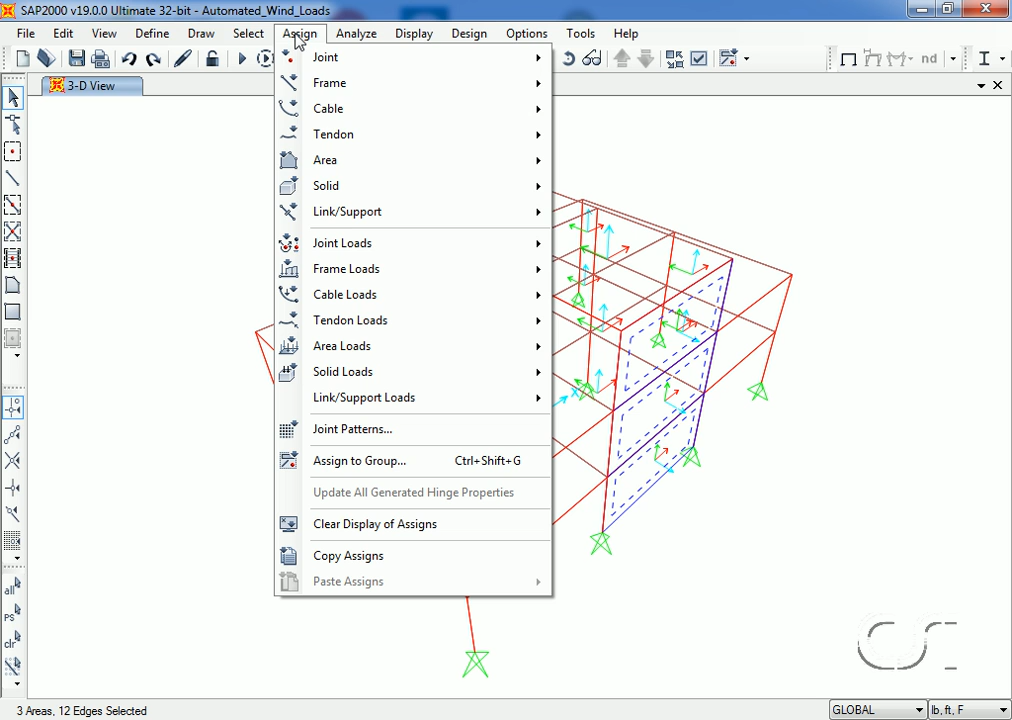 SAP2000 v19.0.0 Ultimate 32-bit - Automated_Wind_Loads
File Edit View Define Draw Select Assign Analyze Display Design Options Tools Help
nd
3-D View
Joint
Frame
Cable
Tendon
Area
Solid
Link/Support
Joint Loads
Frame Loads
Cable Loads
Tendon Loads
Area Loads
Solid Loads
Link/Support Loads
Joint Patterns...
Assign to Group... Ctrl+Shift+G
Update All Generated Hinge Properties
Clear Display of Assigns
Copy Assigns
Paste Assigns
X
all
PS
clr
CSI
3 Areas, 12 Edges Selected
GLOBAL
lb, ft, F